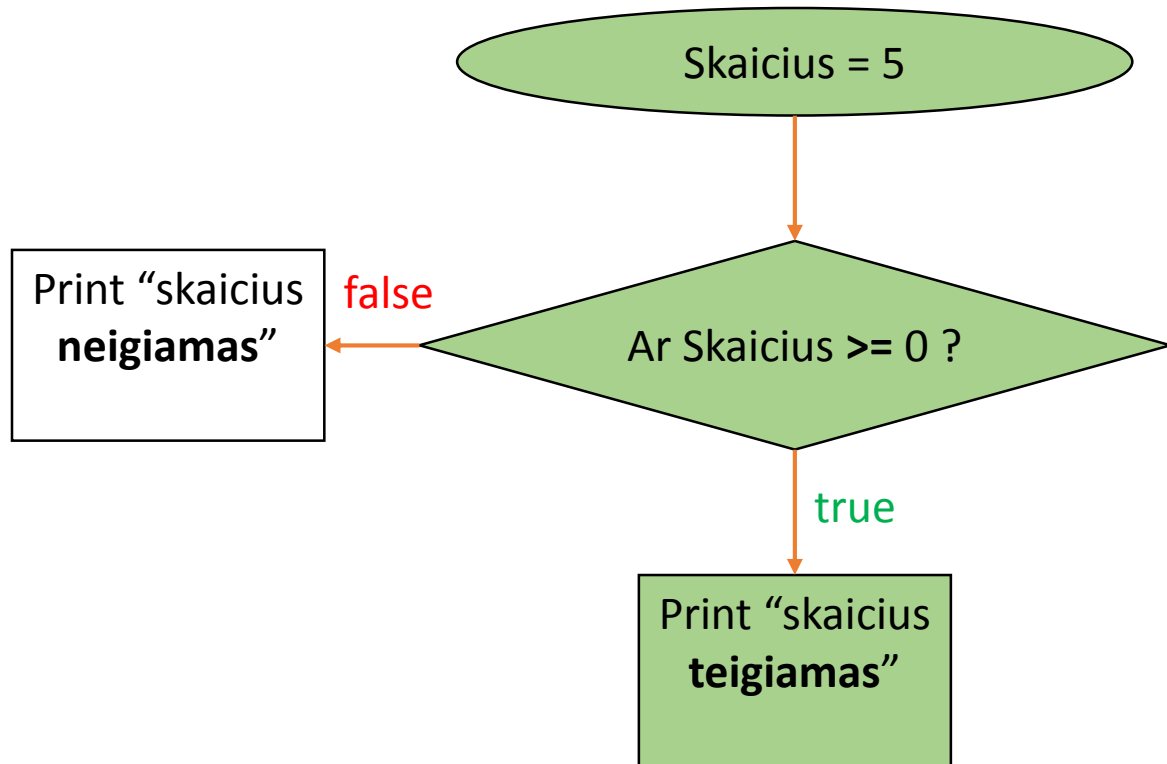 Skaicius = 5
Ar Skaicius >= 0 ?
false
Print “skaicius
neigiamas”
true
Print “skaicius
teigiamas”